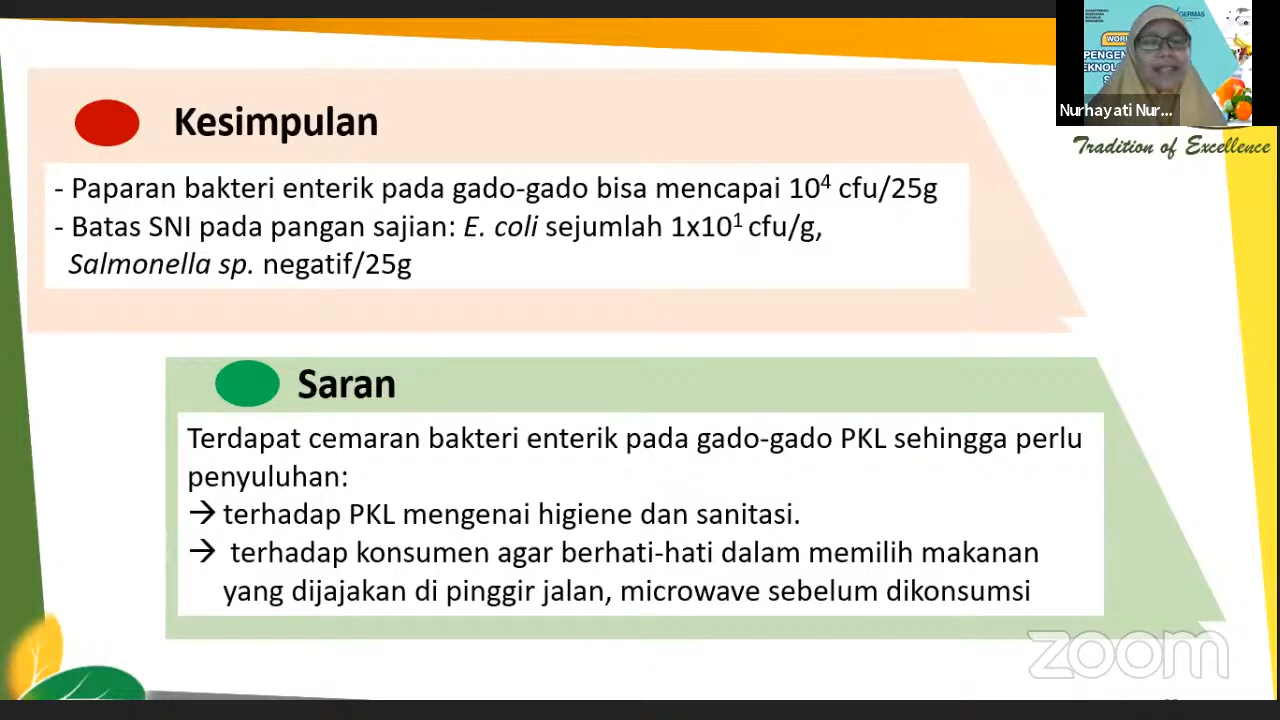 GERMAS
WOR
PENGEN
Nurhayati Nur...
Tradition of Excellence
Kesimpulan
- Paparan bakteri enterik pada gado-gado bisa mencapai 10⁴ cfu/25g
- Batas SNI pada pangan sajian: E. coli sejumlah 1x10¹ cfu/g,
Salmonella sp. negatif/25g
Saran
Terdapat cemaran bakteri enterik pada gado-gado PKL sehingga perlu
penyuluhan:
→ terhadap PKL mengenai higiene dan sanitasi.
→ terhadap konsumen agar berhati-hati dalam memilih makanan
yang dijajakan di pinggir jalan, microwave sebelum dikonsumsi
zoom